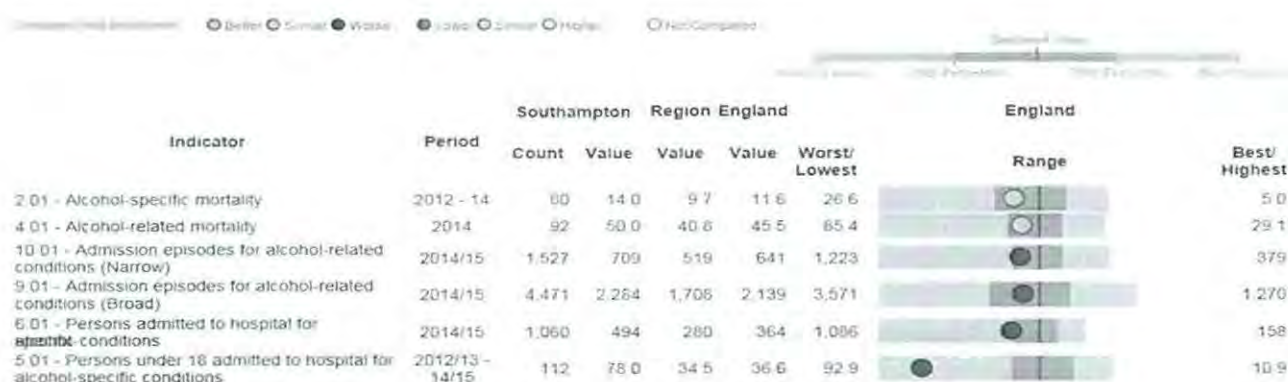 Better Similar Worse Lower Similar Higher Not Compared
Southampton Region England England
Indicator Period Count Value Value Value Worst/ Lowest Range Best/ Highest
2.01 - Alcohol-specific mortality 2012 - 14 60 14.0 9.7 11.6 26.6 5.0
4.01 - Alcohol-related mortality 2014 92 50.0 40.8 45.5 65.4 29.1
10.01 - Admission episodes for alcohol-related
conditions (Narrow) 2014/15 1,527 709 519 641 1,223 379
9.01 - Admission episodes for alcohol-related
conditions (Broad) 2014/15 4,471 2,284 1,706 2,139 3,571 1,270
6.01 - Persons admitted to hospital for
conditions 2014/15 1,060 494 280 364 1,086 158
5.01 - Persons under 18 admitted to hospital for
alcohol-specific conditions 2012/13 - 14/15 112 78.0 34.5 36.6 92.9 10.9